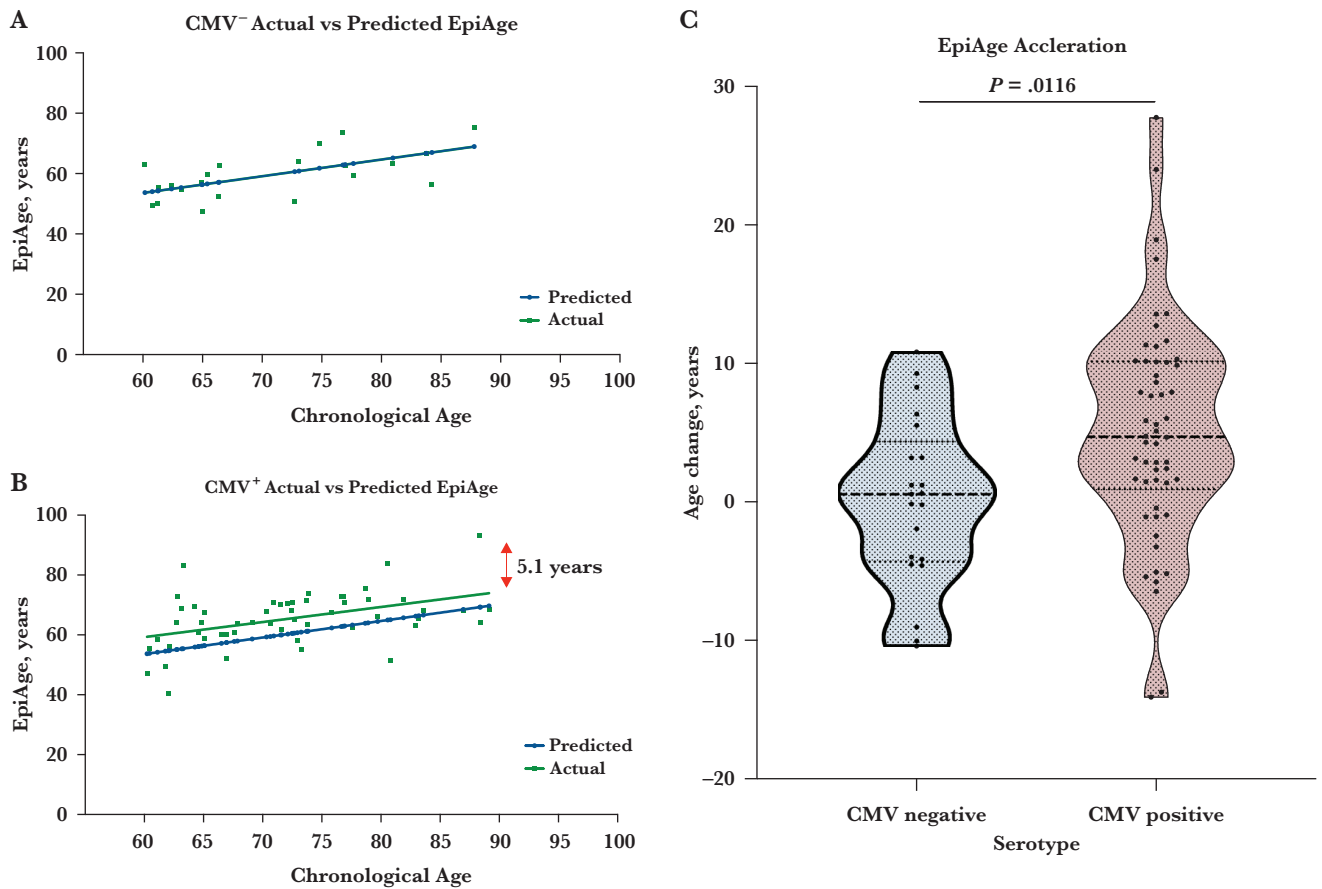 A
CMV⁻ Actual vs Predicted EpiAge
EpiAge, years
100
80
60
40
20
0
Predicted
Actual
60 65 70 75 80 85 90 95 100
Chronological Age
B
CMV⁺ Actual vs Predicted EpiAge
EpiAge, years
100
80
60
40
20
0
5.1 years
Predicted
Actual
60 65 70 75 80 85 90 95 100
Chronological Age
C
EpiAge Accleration
P = .0116
Age change, years
30
20
10
0
–10
–20
CMV negative CMV positive
Serotype